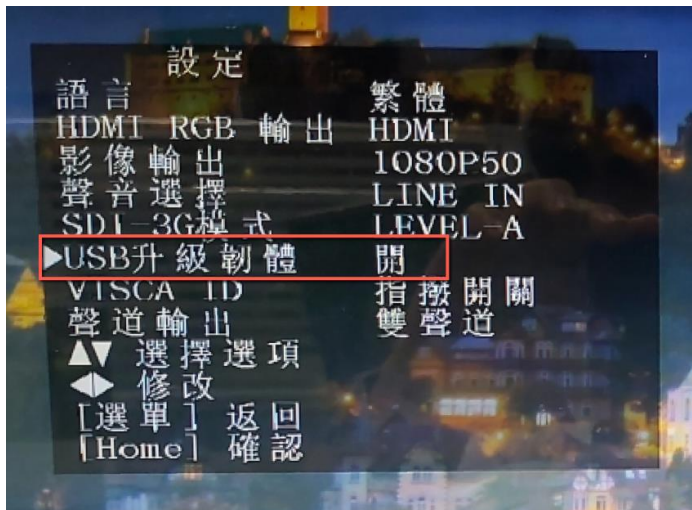 設定
語言 繁體
HDMI RGB 輸出 HDMI
影像輸出 1080P50
聲音選擇 LINE IN
SDI-3G模式 LEVEL-A
▶USB升級韌體 開
VISCA ID 指撥開關
聲道輸出 雙聲道
▲▼ 選擇選項
◀▶ 修改
[選單] 返回
[Home] 確認